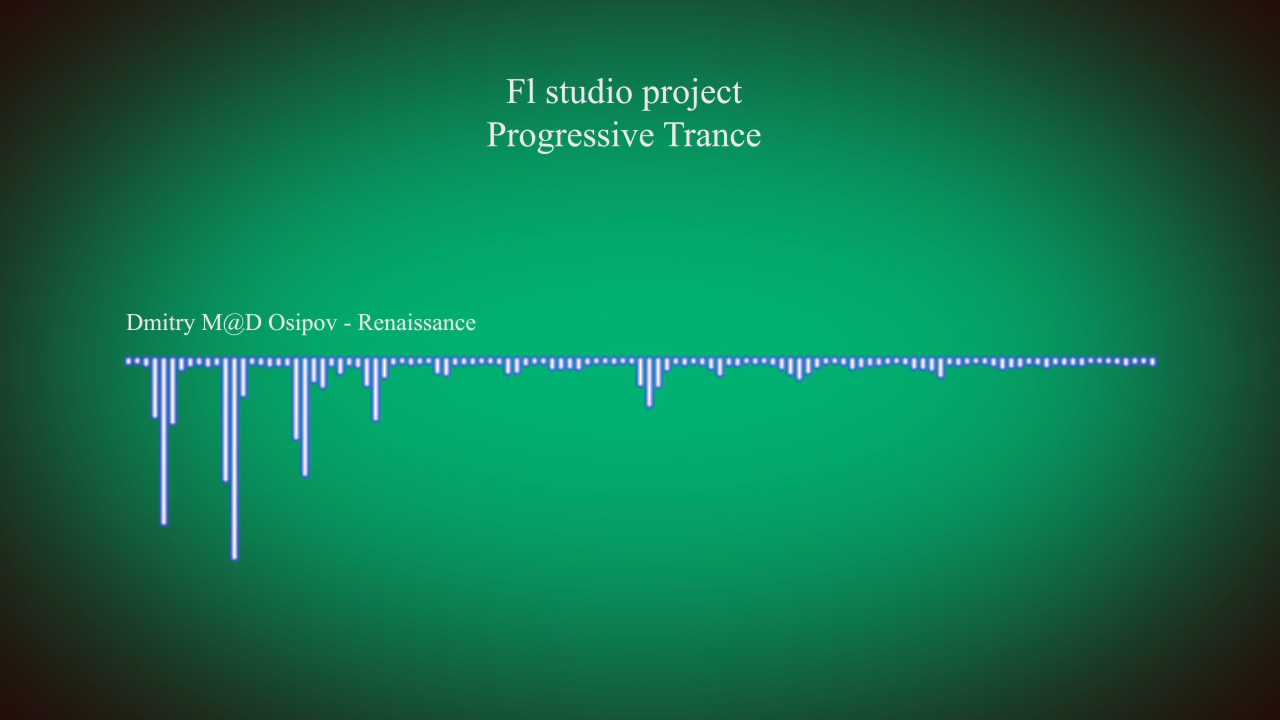 Fl studio project
Progressive Trance
Dmitry M@D Osipov - Renaissance